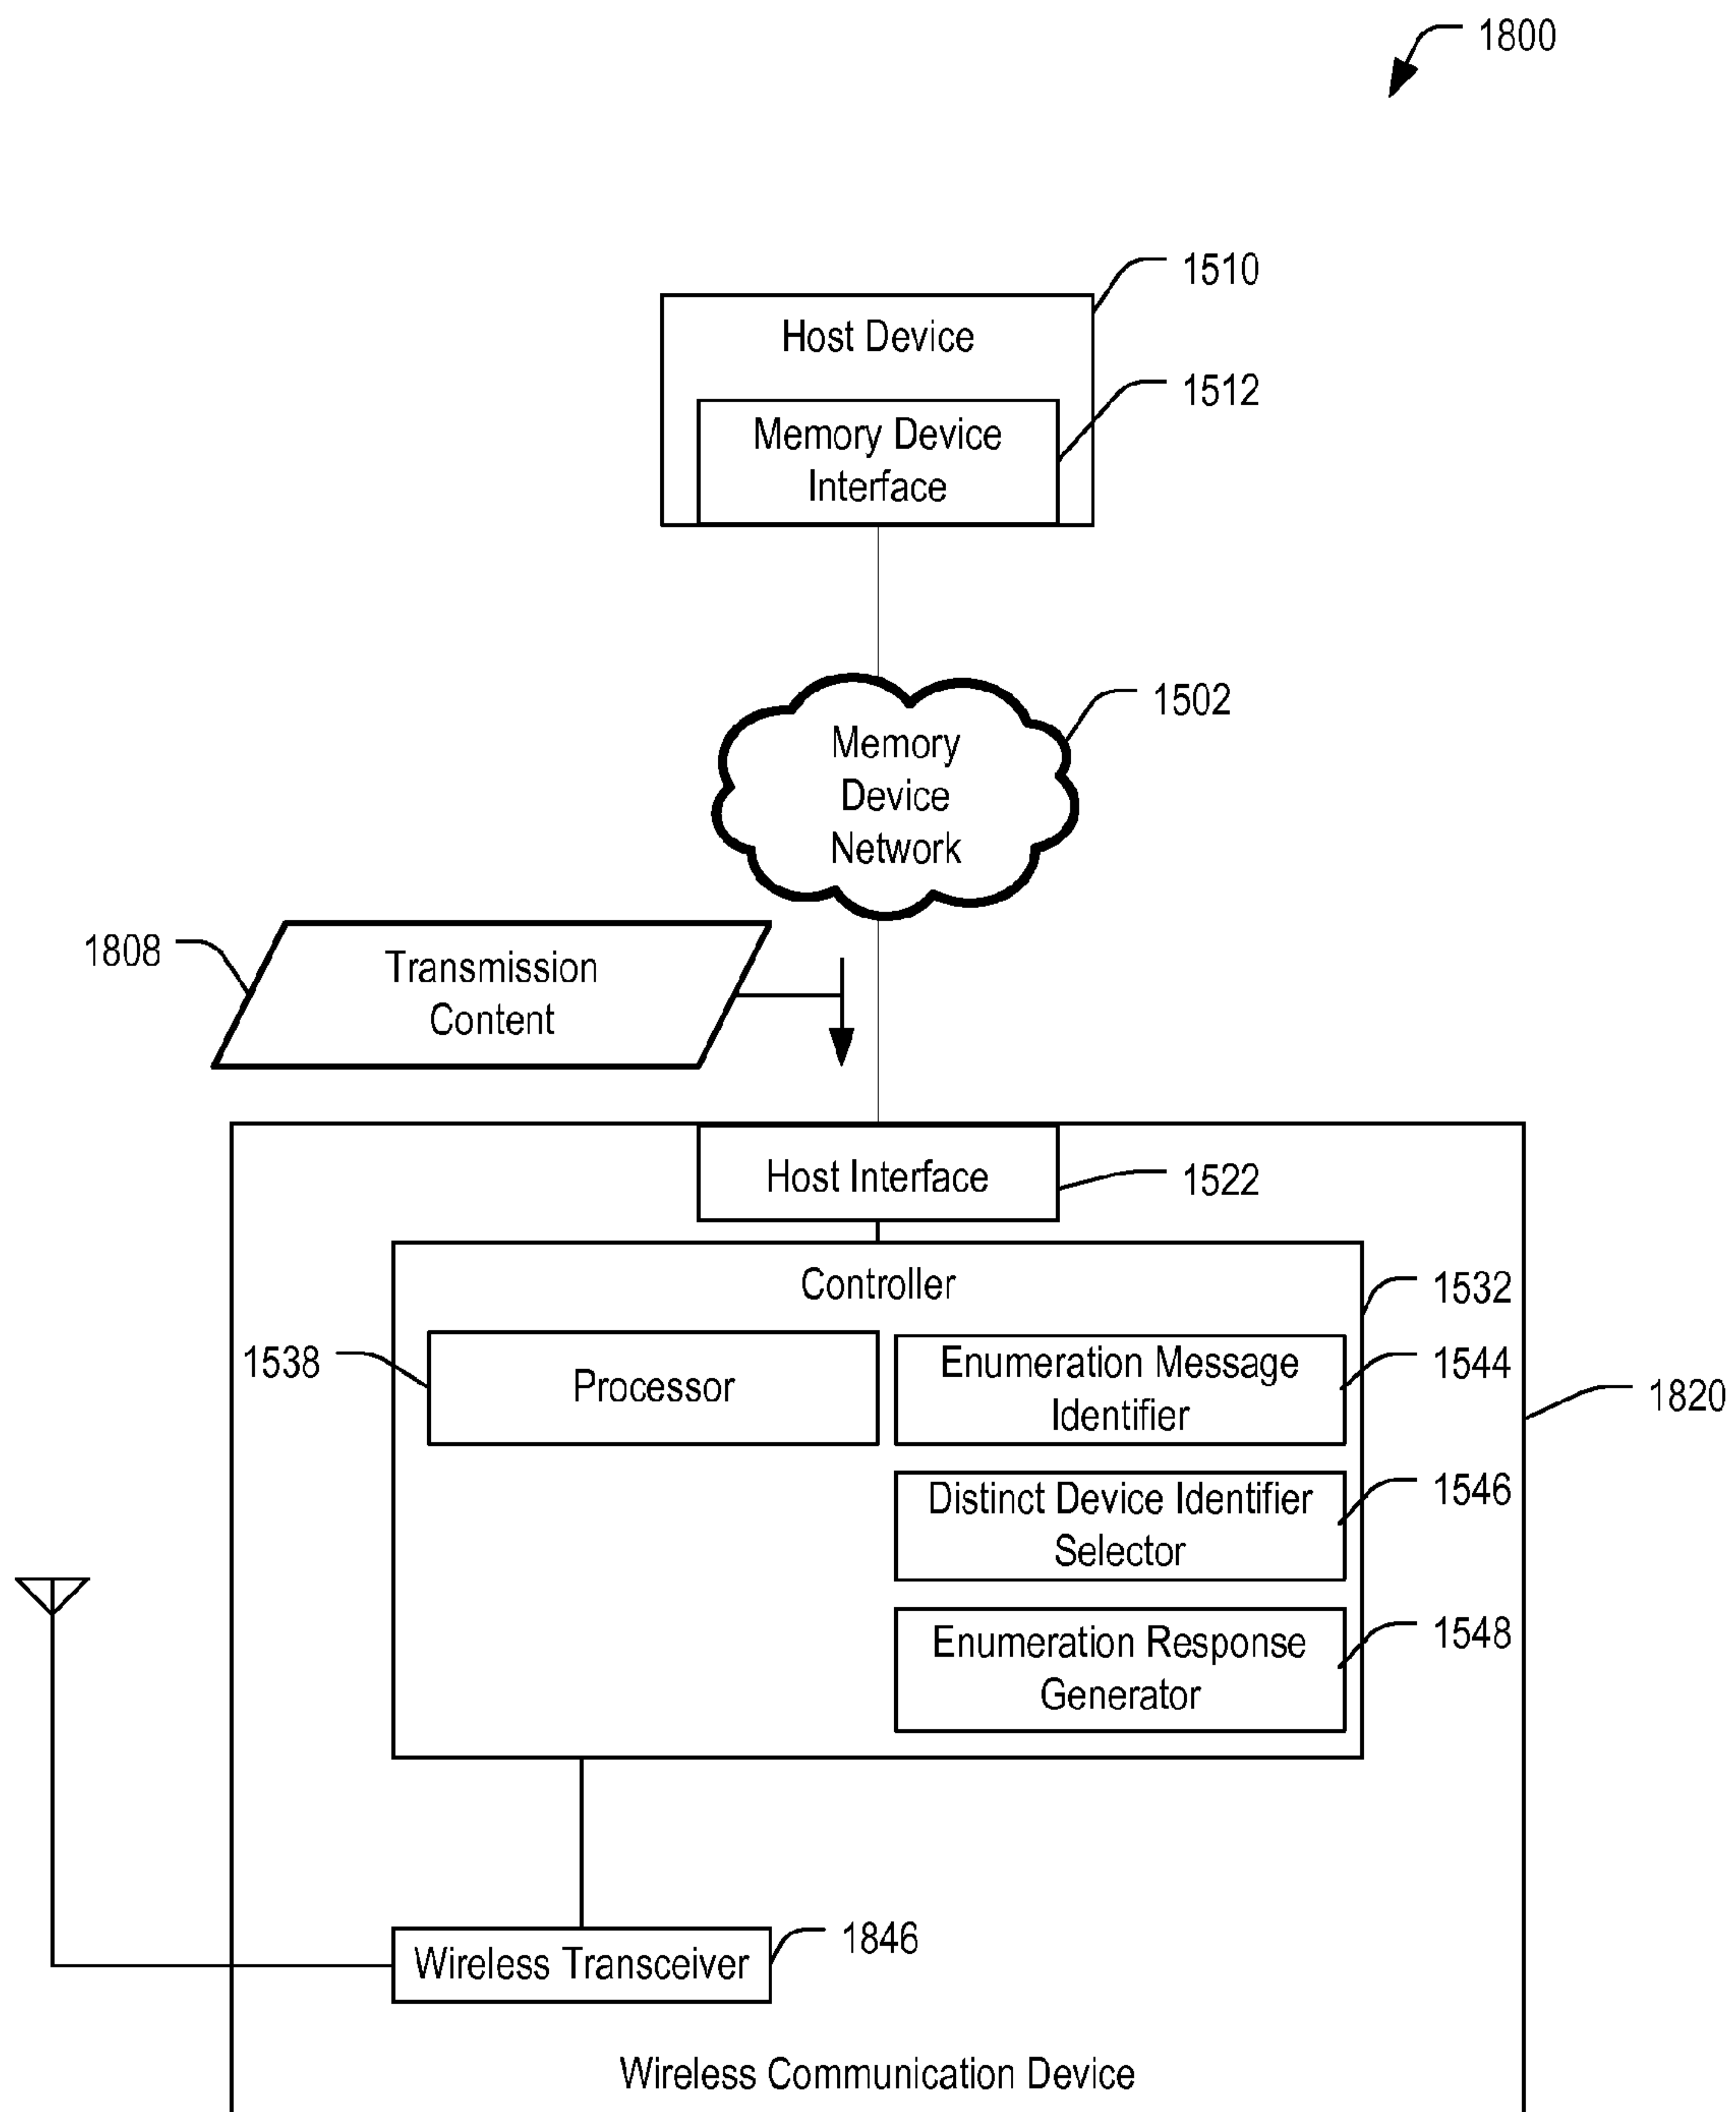 1800
1510
Host Device
1512
Memory Device
Interface
1502
Memory
Device
Network
1808
Transmission
Content
Host Interface
1522
Controller
1532
1538
Processor
Enumeration Message
Identifier
1544
1820
Distinct Device Identifier
Selector
1546
Enumeration Response
Generator
1548
Wireless Transceiver
1846
Wireless Communication Device